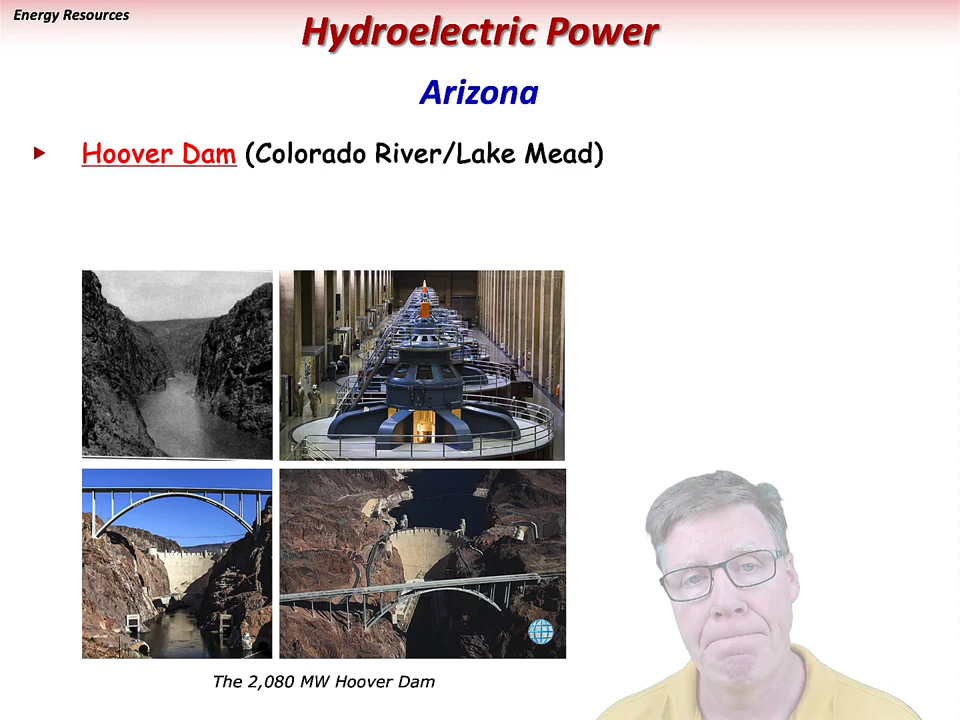 Energy Resources
Hydroelectric Power
Arizona
Hoover Dam (Colorado River/Lake Mead)
The 2,080 MW Hoover Dam